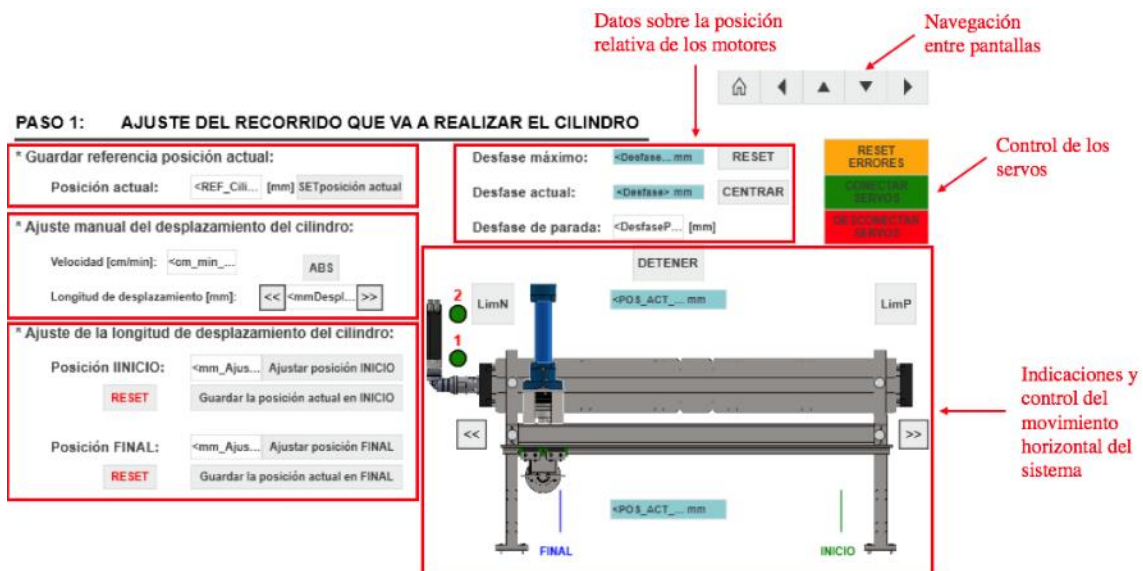 Datos sobre la posición
relativa de los motores
Navegación
entre pantallas
PASO 1: AJUSTE DEL RECORRIDO QUE VA A REALIZAR EL CILINDRO
* Guardar referencia posición actual:
Posición actual: <REF_Cili... [mm] SETposición actual
* Ajuste manual del desplazamiento del cilindro:
Velocidad [cm/min]: <cm_min_... ABS
Longitud de desplazamiento [mm]: << <mmDespl... >>
* Ajuste de la longitud de desplazamiento del cilindro:
Posición IINICIO: <mm_Ajus... Ajustar posición INICIO
RESET Guardar la posición actual en INICIO
Posición FINAL: <mm_Ajus... Ajustar posición FINAL
RESET Guardar la posición actual en FINAL
Desfase máximo: <Desfase... mm RESET
Desfase actual: <Desfase> mm CENTRAR
Desfase de parada: <DesfaseP... [mm]
RESET
ERRORES
CONECTAR
SERVOS
DESCONECTAR
SERVOS
Control de los
servos
DETENER
<POS_ACT_... mm
2
LimN
LimP
1
<<
>>
<POS_ACT_... mm
FINAL
INICIO
Indicaciones y
control del
movimiento
horizontal del
sistema